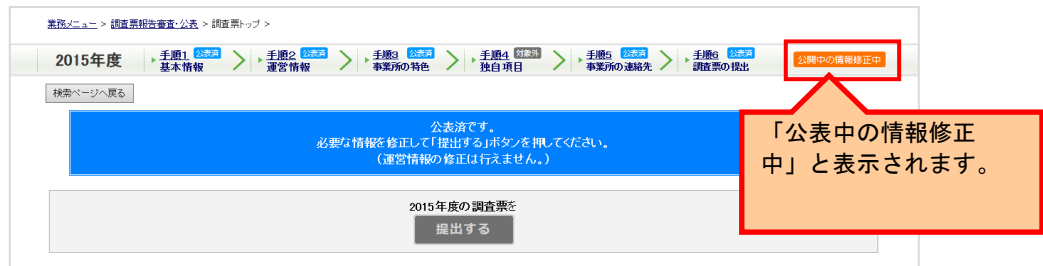 業務メニュー > 調査票報告審査・公表 > 調査票トップ >
2015年度 手順1 公表済 基本情報 手順2 公表済 運営情報 手順3 公表済 事業所の特色 手順4 対象外 独自項目 手順5 公表済 事業所の連絡先 手順6 公表済 調査票の提出 公開中の情報修正中
検索ページへ戻る
公表済です。
必要な情報を修正して「提出する」ボタンを押してください。
(運営情報の修正は行えません。)
「公表中の情報修正
中」と表示されます。
2015年度の調査票を
提出する